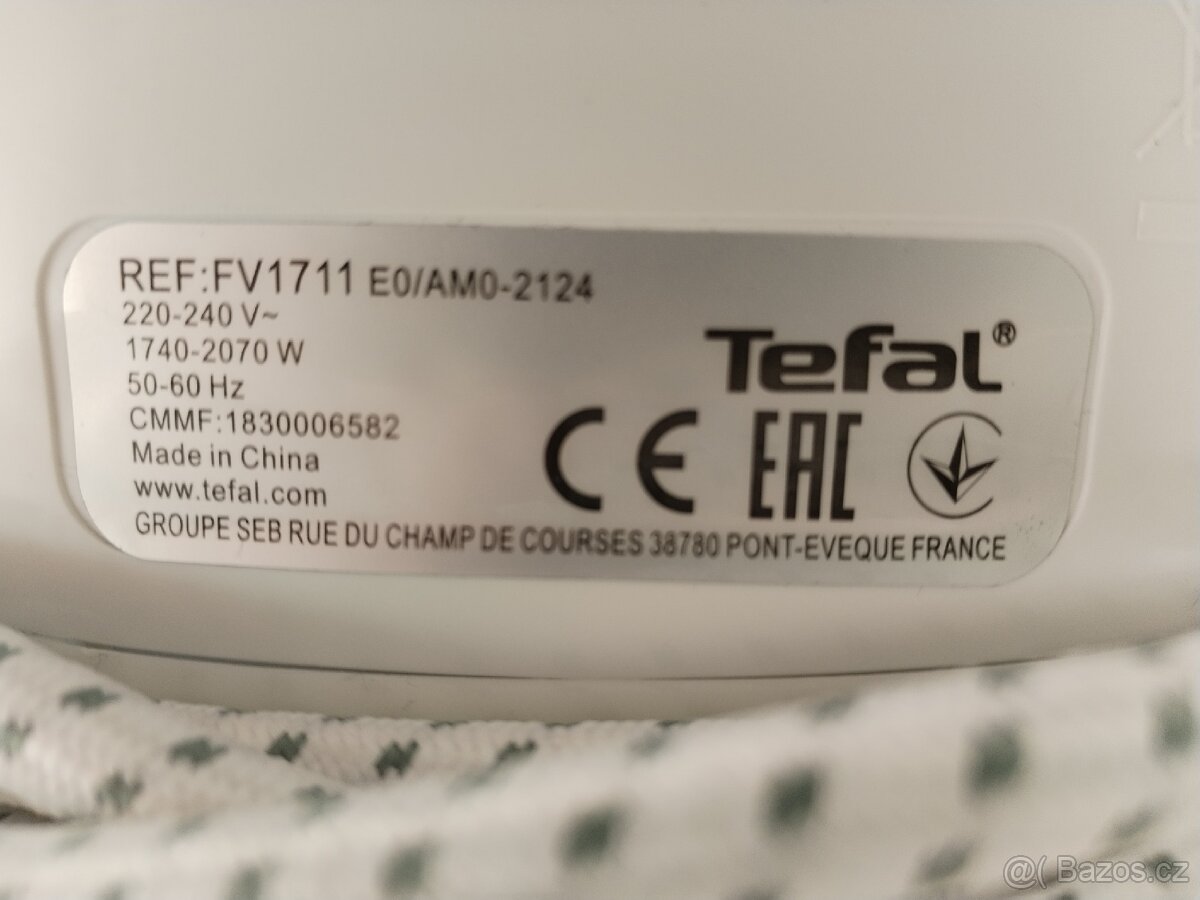 REF:FV1711 E0/AM0-2124
220-240 V~
1740-2070 W
50-60 Hz
CMMF:1830006582
Made in China
www.tefal.com
GROUPE SEB RUE DU CHAMP DE COURSES 38780 PONT-EVEQUE FRANCE
Tefal®
CE EAC
@( Bazos.cz